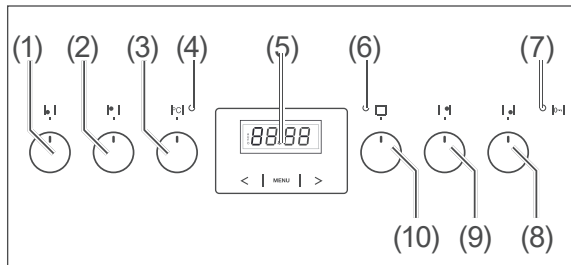 (1) (2) (3) (4) (5) (6) (7)
°C
88:88
< | MENU | >
(10) (9) (8)